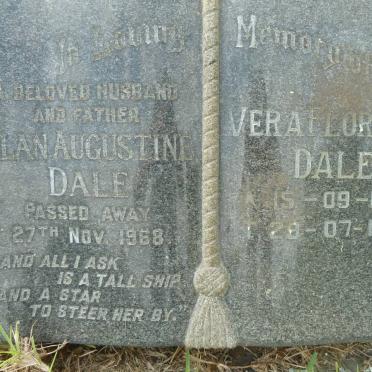 In Loving Memory
BELOVED HUSBAND
AND FATHER
LAN AUGUSTINE
DALE
PASSED AWAY
27TH NOV. 1968.
AND ALL I ASK
IS A TALL SHIP
AND A STAR
TO STEER HER BY.
VERA FLOR
DALE
15-09-
28-07-